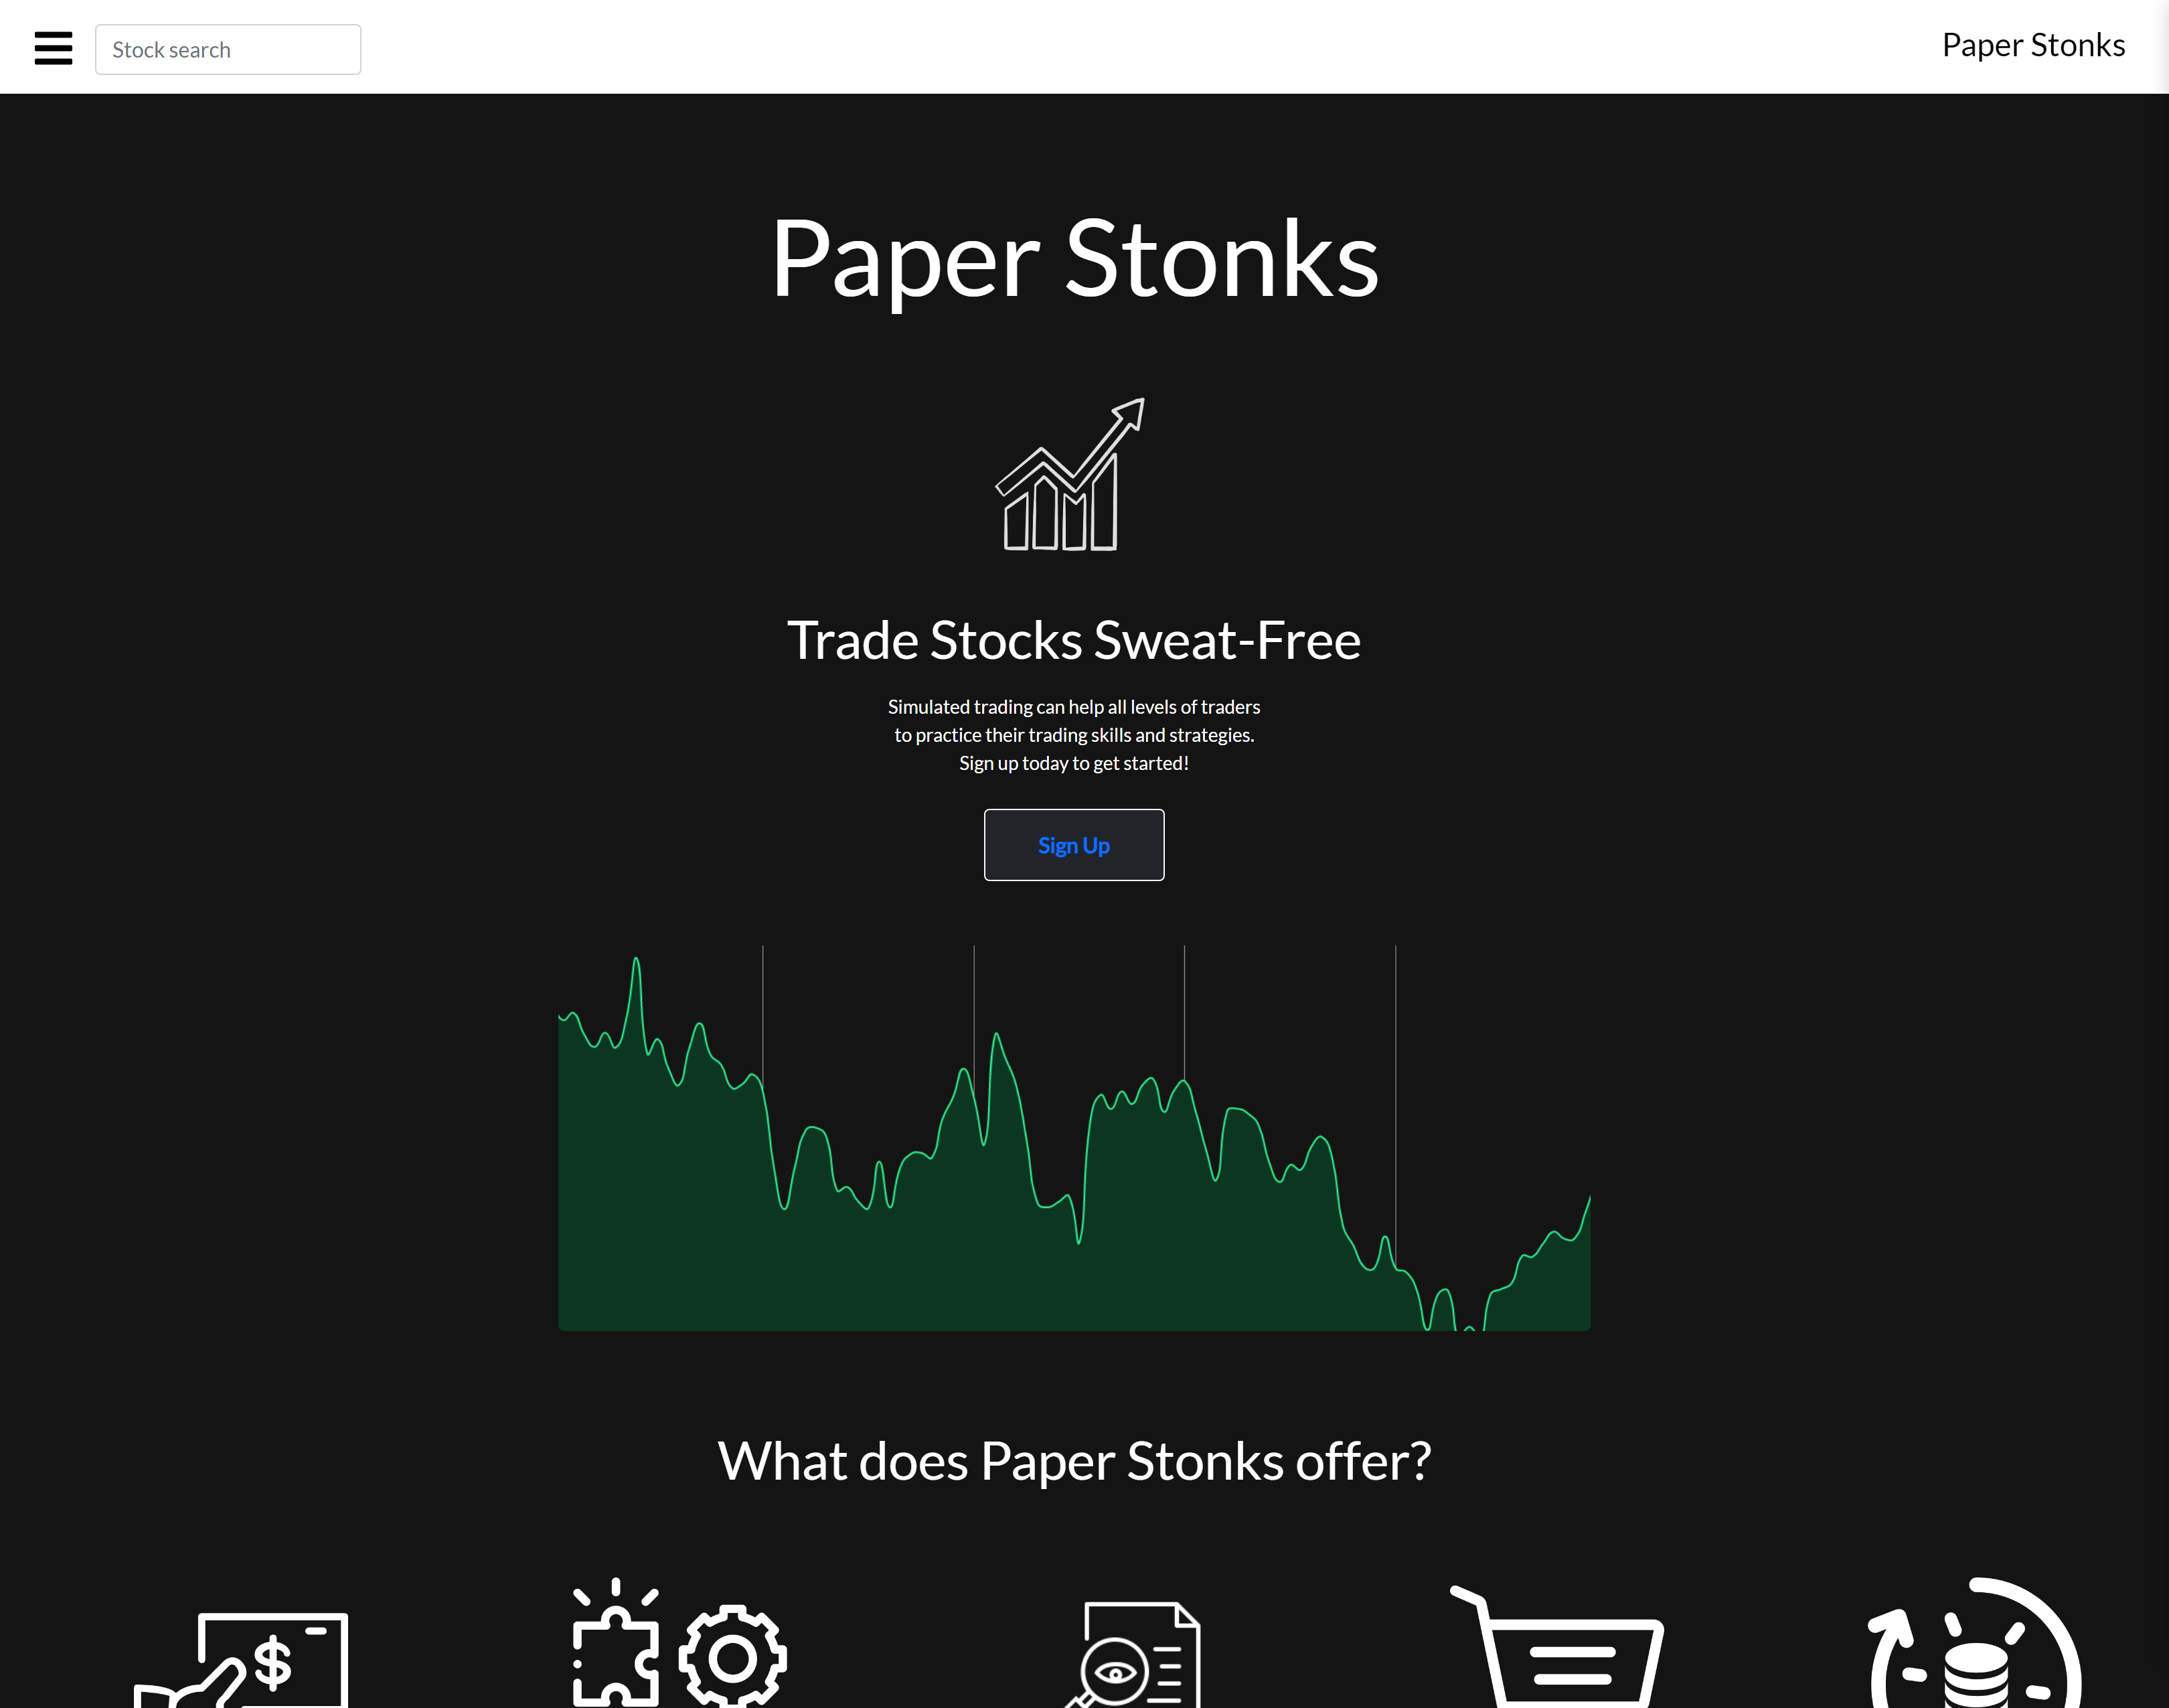 Stock search
Paper Stonks
Paper Stonks
Trade Stocks Sweat-Free
Simulated trading can help all levels of traders
to practice their trading skills and strategies.
Sign up today to get started!
Sign Up
What does Paper Stonks offer?
$